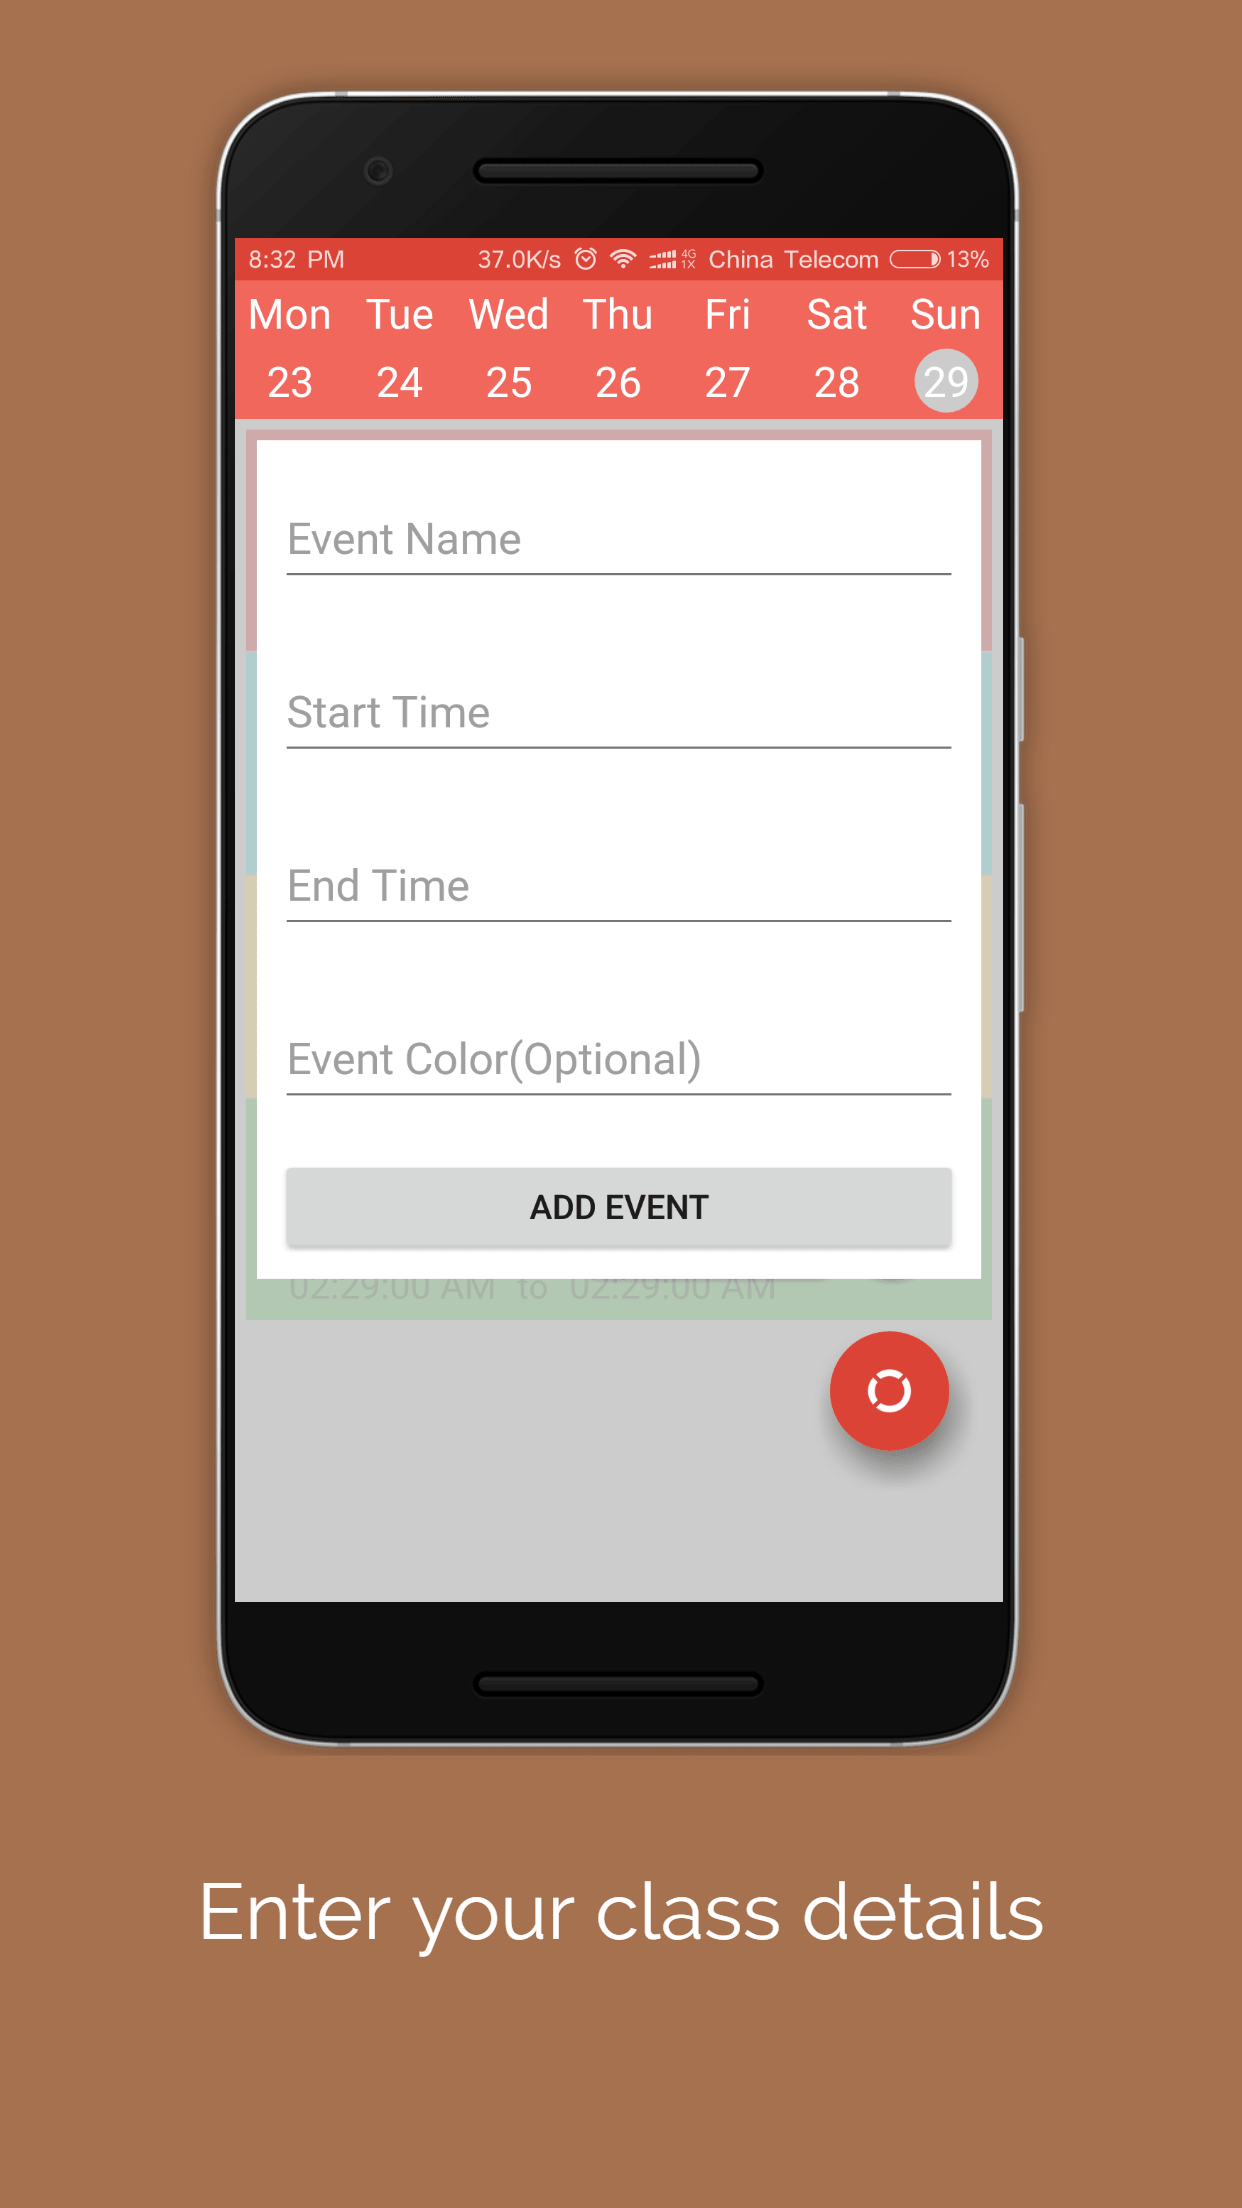 8:32 PM 37.0K/s 4G 1X China Telecom 13%
Mon Tue Wed Thu Fri Sat Sun
23 24 25 26 27 28 29
Event Name
Start Time
End Time
Event Color(Optional)
ADD EVENT
02:29:00 AM to 02:29:00 AM
Enter your class details